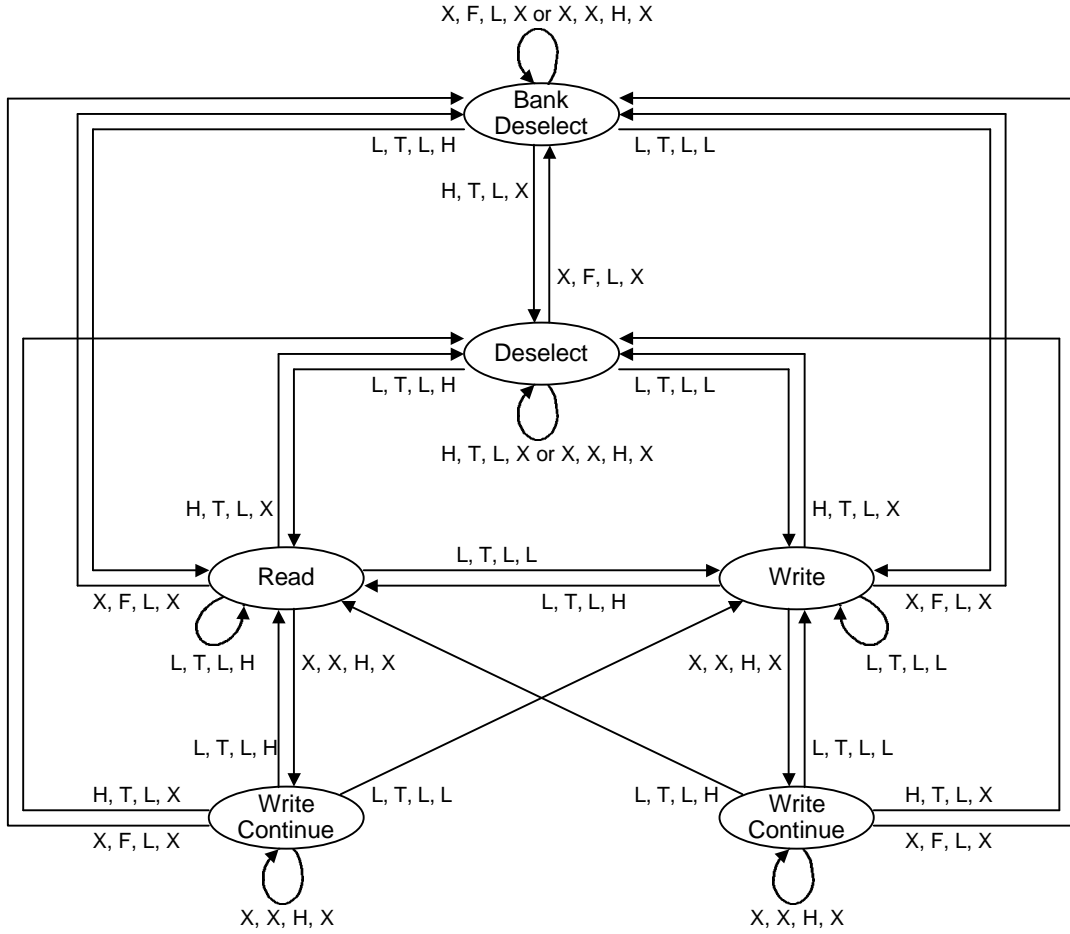 X, F, L, X or X, X, H, X
Bank
Deselect
L, T, L, H
L, T, L, L
H, T, L, X
X, F, L, X
Deselect
L, T, L, H
L, T, L, L
H, T, L, X or X, X, H, X
H, T, L, X
H, T, L, X
Read
L, T, L, L
Write
X, F, L, X
L, T, L, H
X, F, L, X
L, T, L, H
X, X, H, X
X, X, H, X
L, T, L, L
L, T, L, H
L, T, L, L
H, T, L, X
Write
Continue
L, T, L, L
L, T, L, H
Write
Continue
H, T, L, X
X, F, L, X
X, F, L, X
X, X, H, X
X, X, H, X